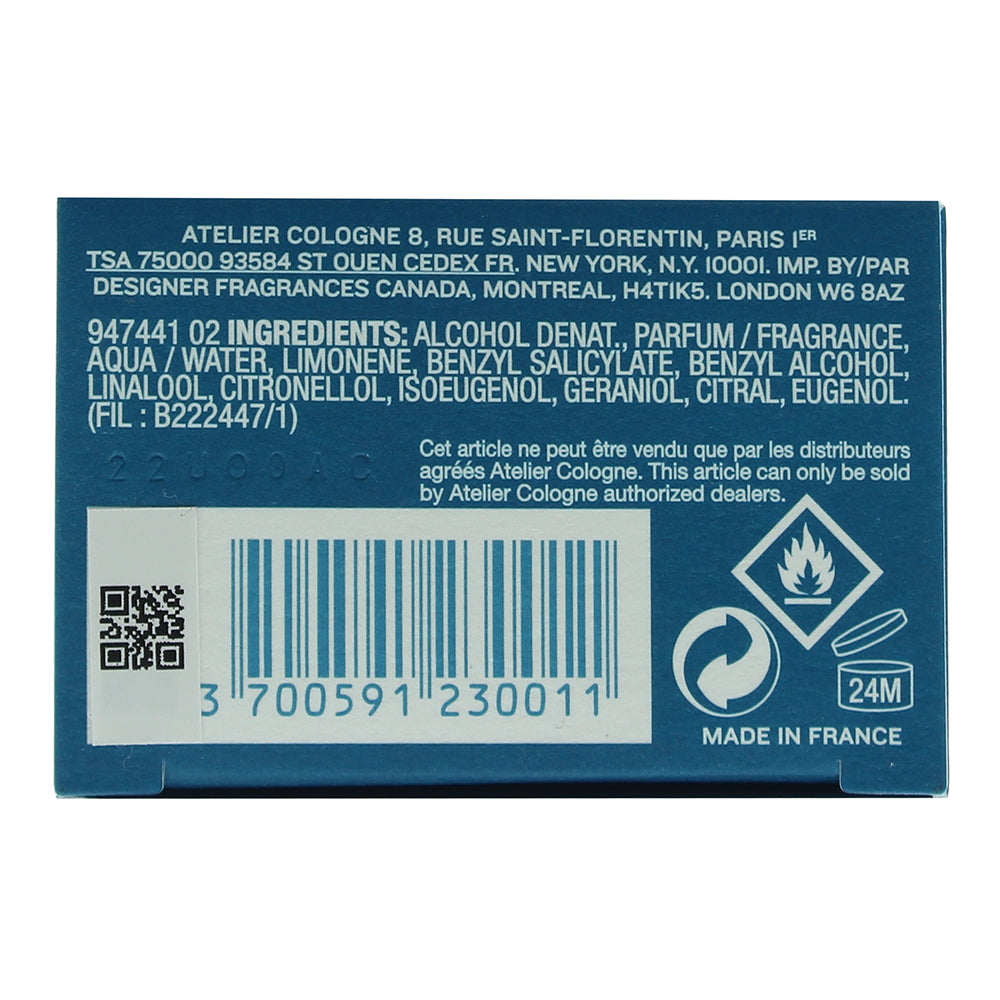 ATELIER COLOGNE 8, RUE SAINT-FLORENTIN, PARIS 1ER
TSA 75000 93584 ST OUEN CEDEX FR. NEW YORK, N.Y. 10001. IMP. BY/PAR
DESIGNER FRAGRANCES CANADA, MONTREAL, H4T1K5. LONDON W6 8AZ
947441 02 INGREDIENTS: ALCOHOL DENAT., PARFUM / FRAGRANCE,
AQUA / WATER, LIMONENE, BENZYL SALICYLATE, BENZYL ALCOHOL,
LINALOOL, CITRONELLOL, ISOEUGENOL, GERANIOL, CITRAL, EUGENOL.
(FIL : B222447/1)
22U00AC
Cet article ne peut être vendu que par les distributeurs
agréés Atelier Cologne. This article can only be sold
by Atelier Cologne authorized dealers.
3 700591 230011
24M
MADE IN FRANCE